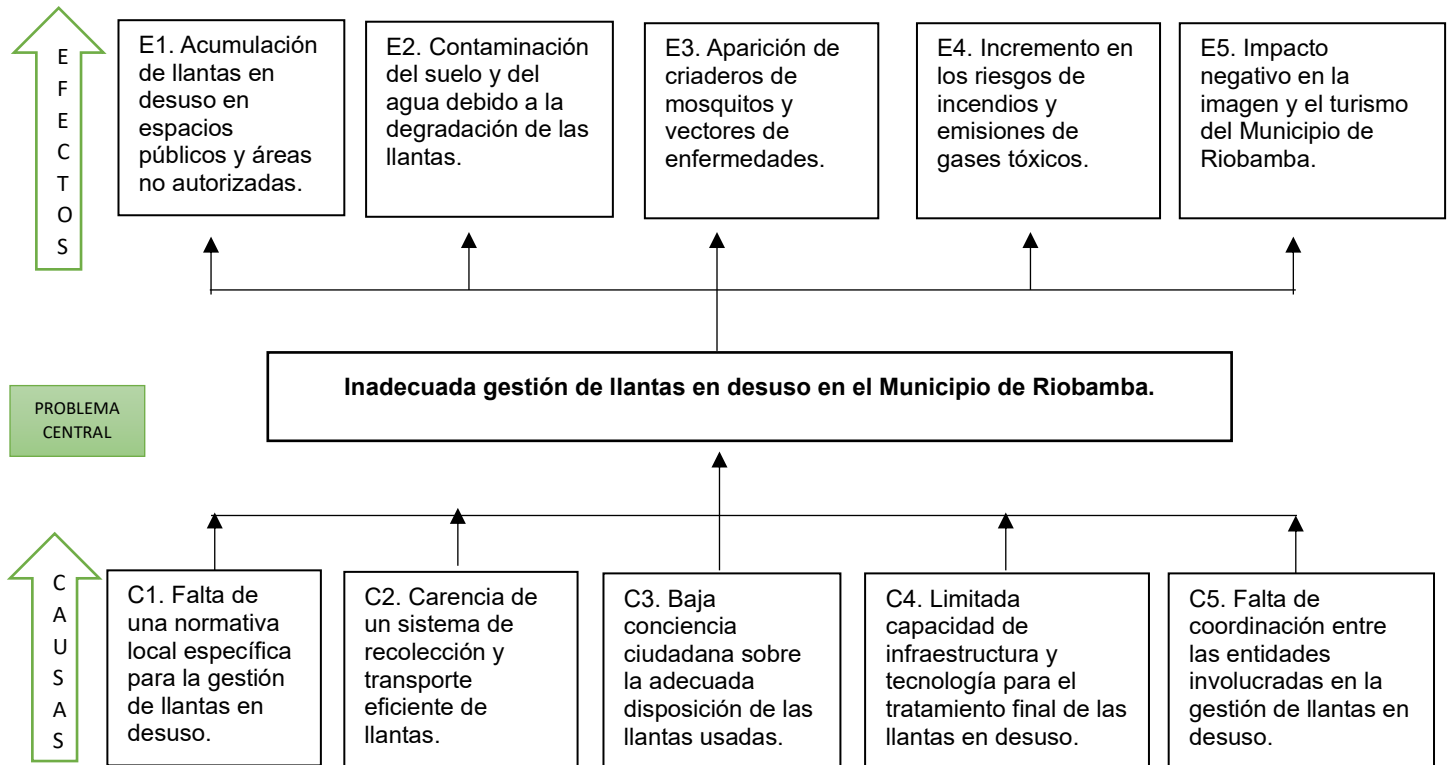 EFECTOS
E1. Acumulación
de llantas en
desuso en
espacios
públicos y áreas
no autorizadas.
E2. Contaminación
del suelo y del
agua debido a la
degradación de las
llantas.
E3. Aparición de
criaderos de
mosquitos y
vectores de
enfermedades.
E4. Incremento en
los riesgos de
incendios y
emisiones de
gases tóxicos.
E5. Impacto
negativo en la
imagen y el turismo
del Municipio de
Riobamba.
PROBLEMA
CENTRAL
Inadecuada gestión de llantas en desuso en el Municipio de Riobamba.
CAUSAS
C1. Falta de
una normativa
local específica
para la gestión
de llantas en
desuso.
C2. Carencia de
un sistema de
recolección y
transporte
eficiente de
llantas.
C3. Baja
conciencia
ciudadana sobre
la adecuada
disposición de las
llantas usadas.
C4. Limitada
capacidad de
infraestructura y
tecnología para el
tratamiento final de las
llantas en desuso.
C5. Falta de
coordinación entre
las entidades
involucradas en la
gestión de llantas en
desuso.